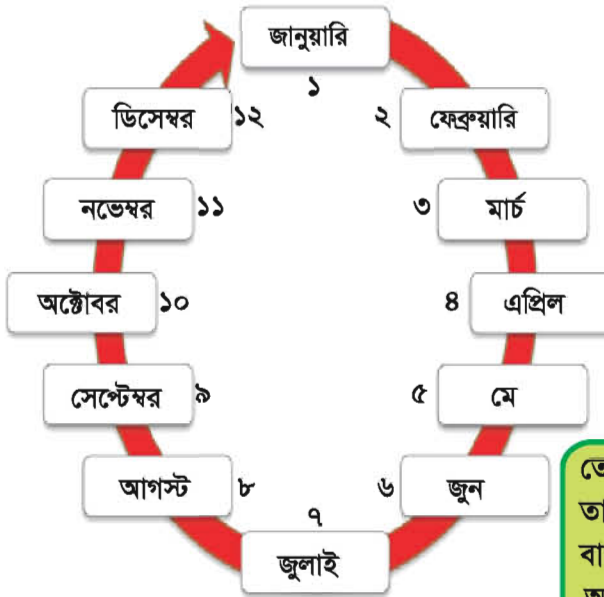 জানুয়ারি
১
ডিসেম্বর ১২ ২ ফেব্রুয়ারি
নভেম্বর ১১ ৩ মার্চ
অক্টোবর ১০ ৪ এপ্রিল
সেপ্টেম্বর ৯ ৫ মে
আগস্ট ৮ ৬ জুন
৭
জুলাই